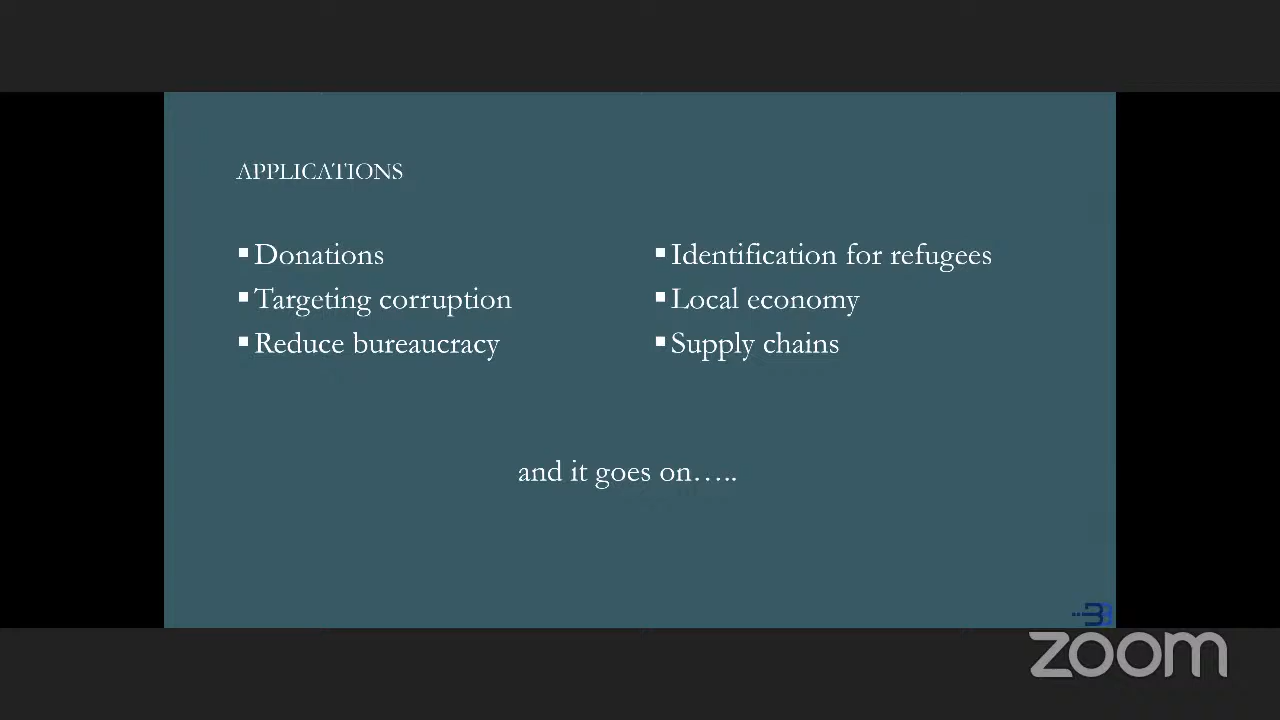 APPLICATIONS
▪Donations
▪Targeting corruption
▪Reduce bureaucracy
▪Identification for refugees
▪Local economy
▪Supply chains
and it goes on…..
zoom